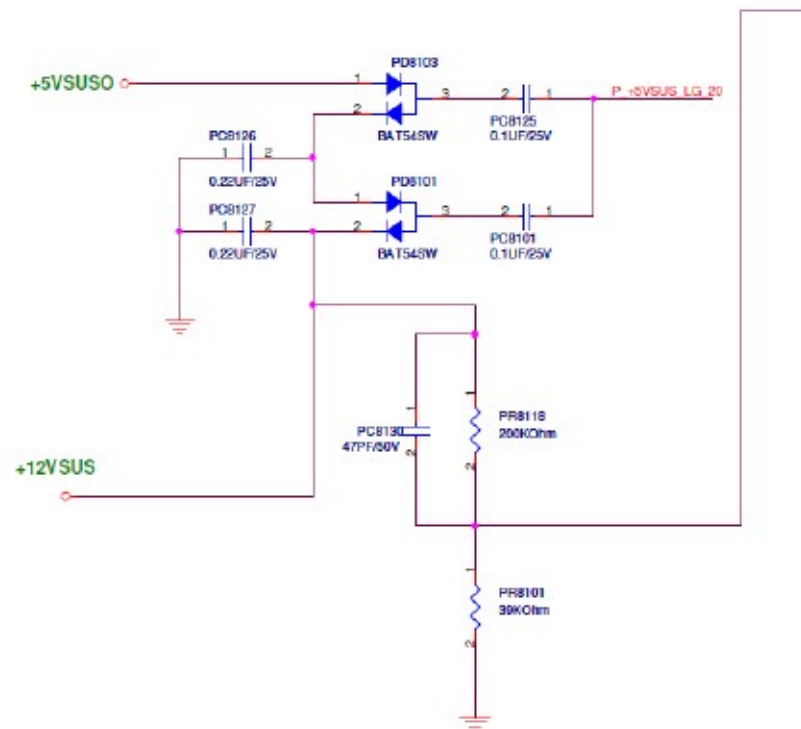 PD8103
+5VSUSO
1
3
2
1
P_+5VSUS_LG_20
2
BAT54SW
PC8125
0.1UF/25V
PC8126
1
2
0.22UF/25V
PD8101
1
3
2
1
PC8127
1
2
2
BAT54SW
PC8101
0.1UF/25V
0.22UF/25V
1
1
PC8130
47PF/50V
PR8118
200KOhm
2
2
+12VSUS
1
PR8101
39KOhm
2